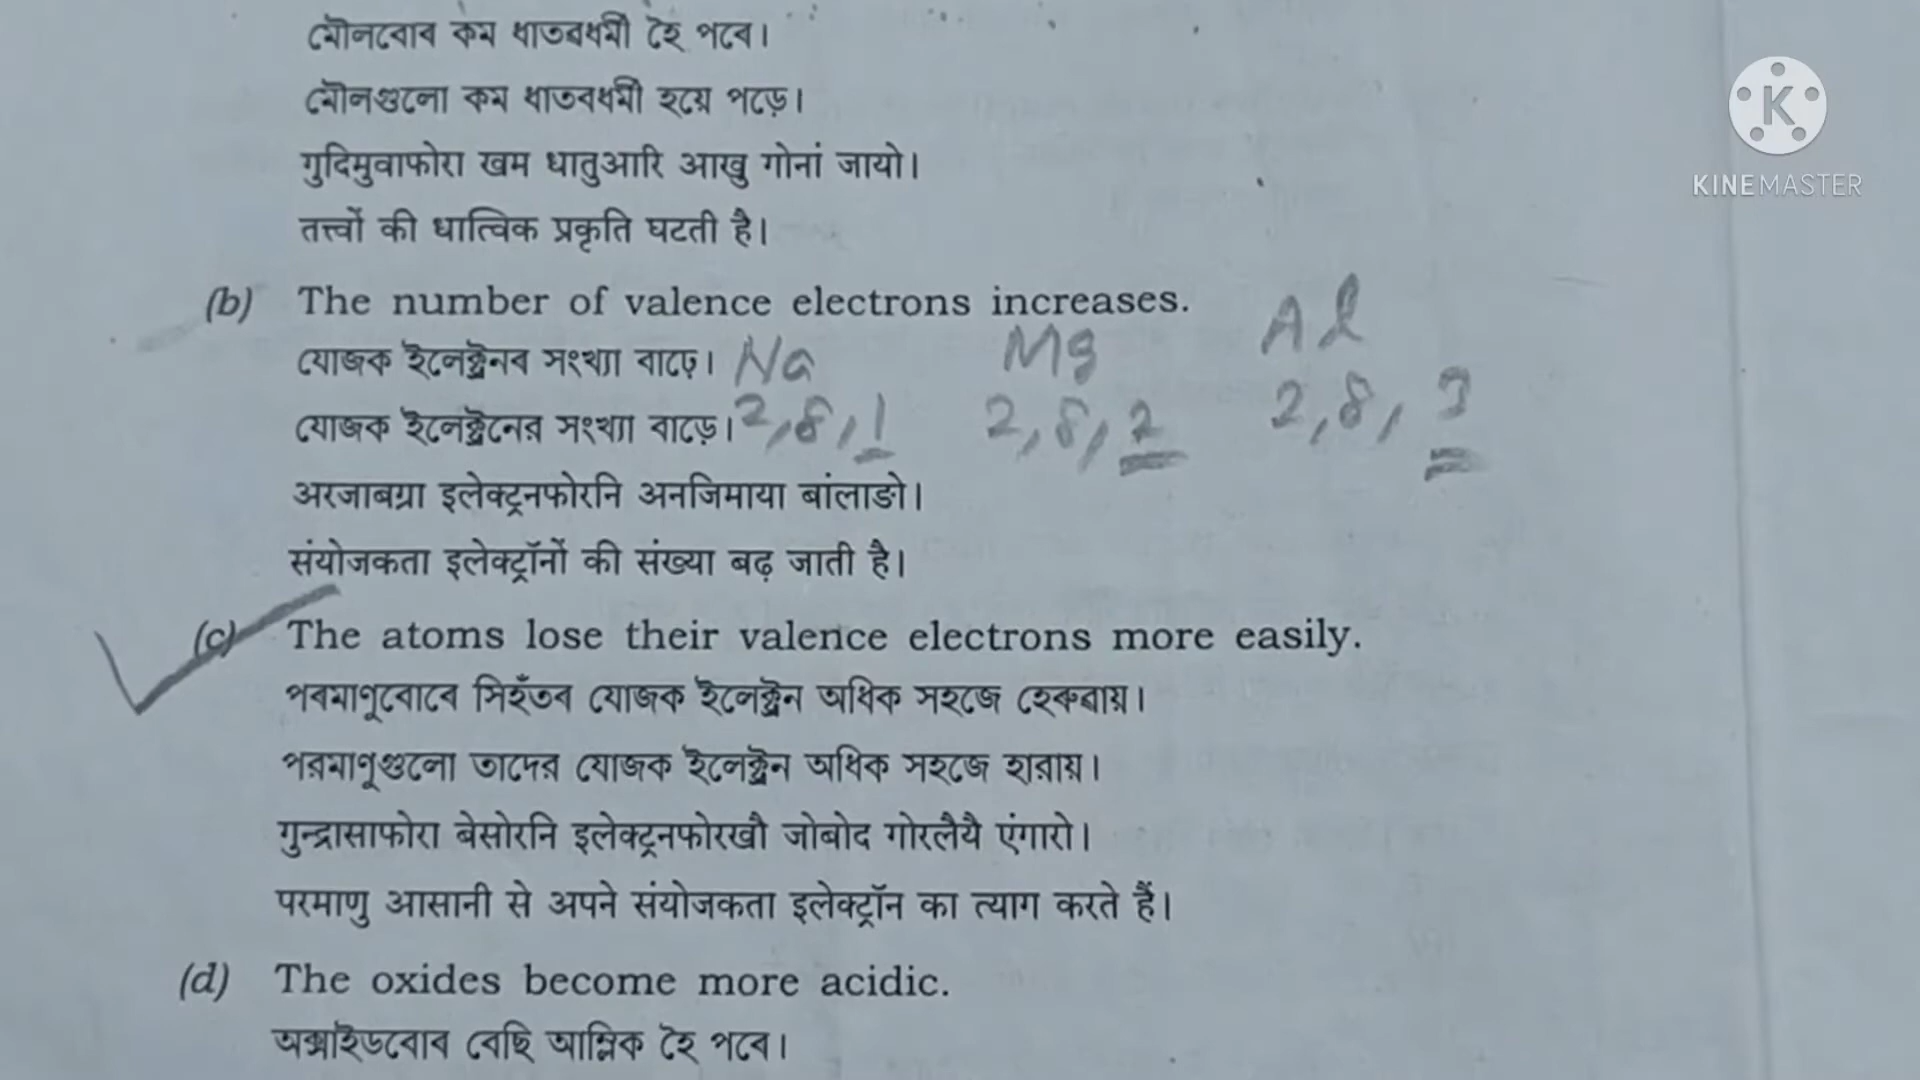 মৌলবোৰ কম ধাতবধৰ্মী হৈ পৰে।
মৌলগুলো কম ধাতবধর্মী হয়ে পড়ে।
गुदिमुवाफोरा खम धातुआरि आखु गोनां जायो।
तत्त्वों की धात्विक प्रकृति घटती है।
(b) The number of valence electrons increases.
যোজক ইলেক্ট্ৰনৰ সংখ্যা বাঢ়ে।
যোজক ইলেক্ট্রনের সংখ্যা বাড়ে।
Na Mg Al
2,8,1 2,8,2 2,8,3
अरजाबग्रा इलेक्ट्रनफोरनि अनजिमाया बांलाङो।
संयोजकता इलेक्ट्रॉनों की संख्या बढ़ जाती है।
(c) The atoms lose their valence electrons more easily.
পৰমাণুবোৰে সিহঁতৰ যোজক ইলেক্ট্ৰন অধিক সহজে হেৰুৱায়।
পরমাণুগুলো তাদের যোজক ইলেক্ট্রন অধিক সহজে হারায়।
गुन्द्रासाफोरा बेसोरनि इलेक्ट्रनफोरखौ जोबोद गोरलैयै एंगारो।
परमाणु आसानी से अपने संयोजकता इलेक्ट्रॉन का त्याग करते हैं।
(d) The oxides become more acidic.
অক্সাইডবোৰ বেছি আম্লিক হৈ পৰে।
K
KINEMASTER